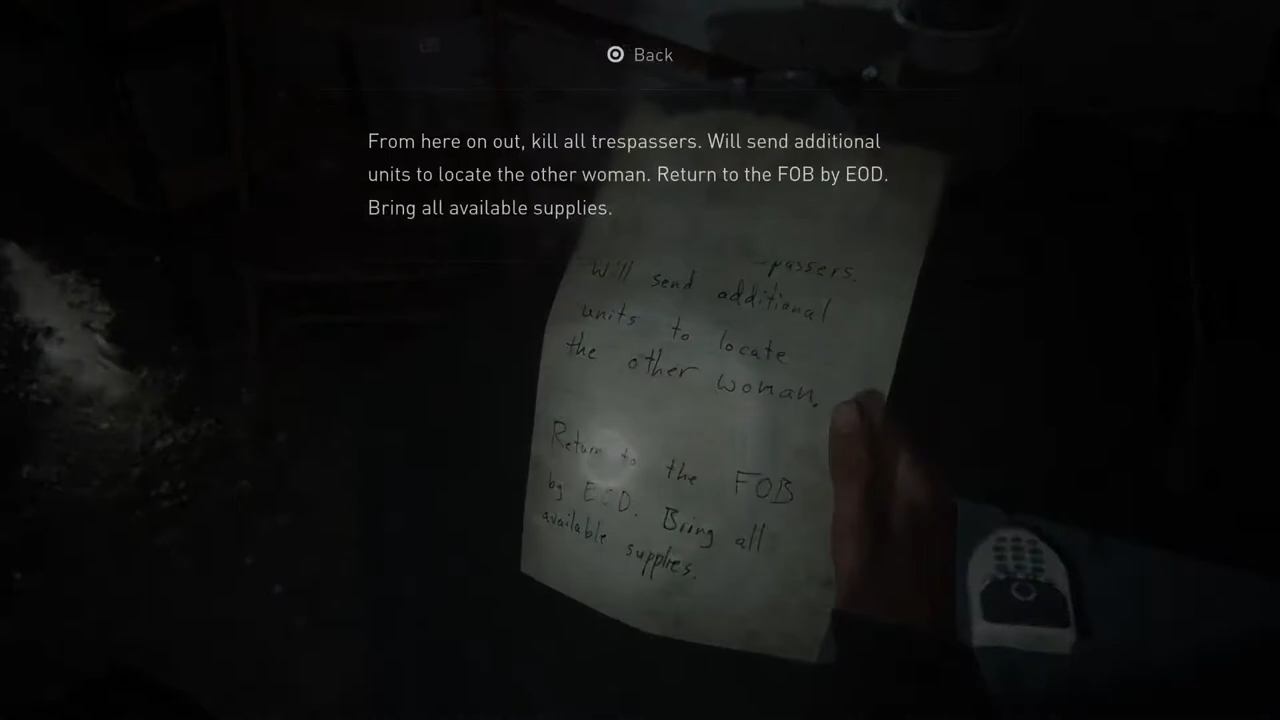 Back
From here on out, kill all trespassers. Will send additional
units to locate the other woman. Return to the FOB by EOD.
Bring all available supplies.
-passers.
Will send additional
units to locate
the other woman.
Return to the FOB
by EOD. Bring all
available supplies.